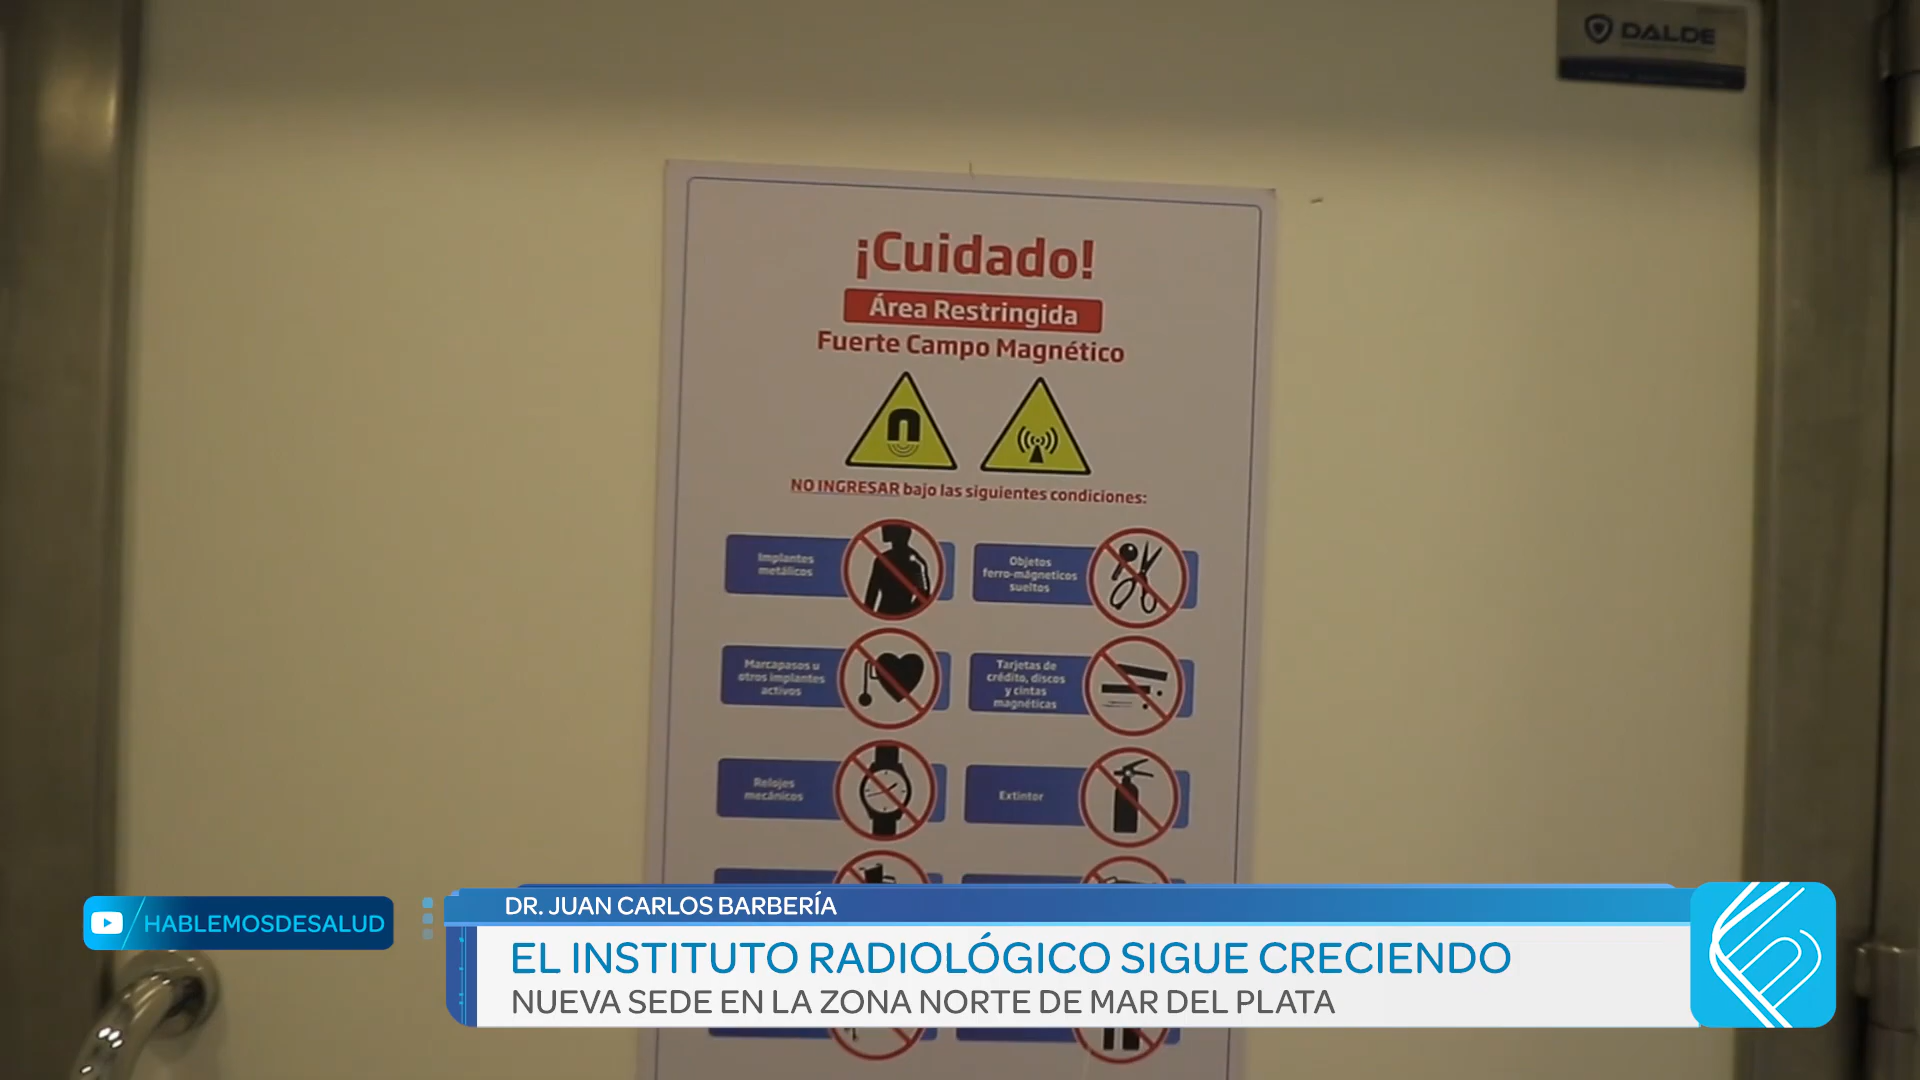 DALDE
¡Cuidado!
Área Restringida
Fuerte Campo Magnético
NO INGRESAR bajo las siguientes condiciones:
Implantes
metálicos
Objetos
ferro-mágneticos
sueltos
Marcapasos u
otros implantes
activos
Tarjetas de
crédito, discos
y cintas
magnéticas
Relojes
mecánicos
Extintor
HABLEMOSDESALUD
DR. JUAN CARLOS BARBERÍA
EL INSTITUTO RADIOLÓGICO SIGUE CRECIENDO
NUEVA SEDE EN LA ZONA NORTE DE MAR DEL PLATA